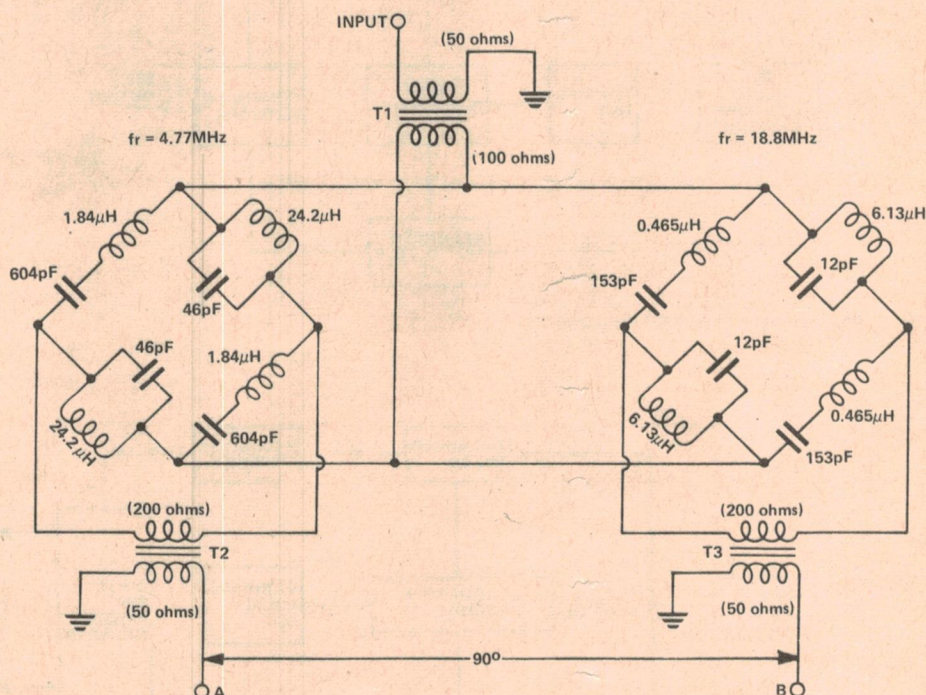 INPUT
(50 ohms)
T1
(100 ohms)
fr = 4.77MHz
fr = 18.8MHz
1.84µH
24.2µH
604pF
46pF
46pF
1.84µH
24.2µH
604pF
0.465µH
6.13µH
153pF
12pF
12pF
6.13µH
0.465µH
153pF
(200 ohms)
T2
(50 ohms)
(200 ohms)
T3
(50 ohms)
90º
A
B